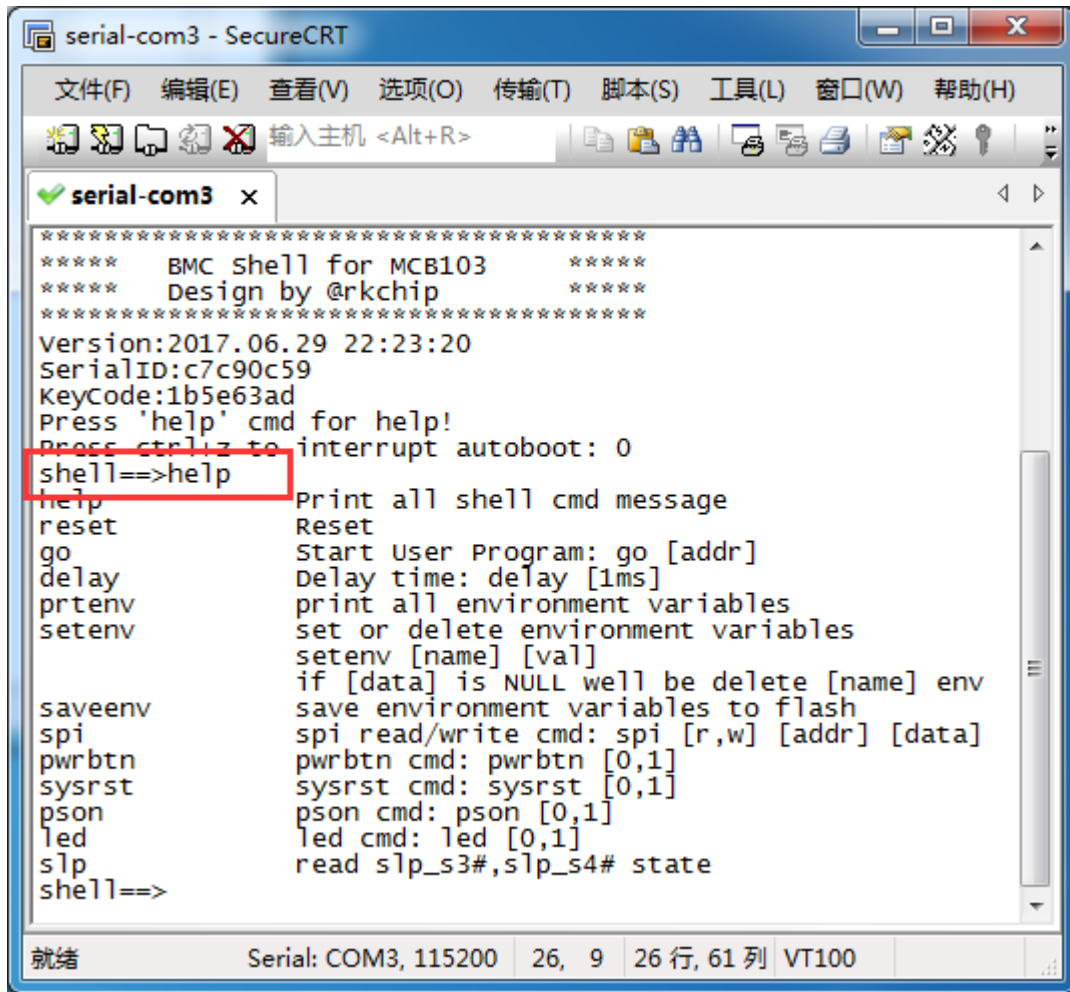 serial-com3 - SecureCRT
文件(F) 编辑(E) 查看(V) 选项(O) 传输(T) 脚本(S) 工具(L) 窗口(W) 帮助(H)
输入主机 <Alt+R>
serial-com3 x
**************************************
***** BMC Shell for MCB103 *****
***** Design by @rkchip *****
**************************************
Version:2017.06.29 22:23:20
SerialID:c7c90c59
KeyCode:1b5e63ad
Press 'help' cmd for help!
Press ctrl+z to interrupt autoboot: 0
shell==>help
help Print all shell cmd message
reset Reset
go Start User Program: go [addr]
delay Delay time: delay [1ms]
prtenv print all environment variables
setenv set or delete environment variables
setenv [name] [val]
if [data] is NULL well be delete [name] env
saveenv save environment variables to flash
spi spi read/write cmd: spi [r,w] [addr] [data]
pwrbtn pwrbtn cmd: pwrbtn [0,1]
sysrst sysrst cmd: sysrst [0,1]
pson pson cmd: pson [0,1]
led led cmd: led [0,1]
slp read slp_s3#,slp_s4# state
shell==>
就绪 Serial: COM3, 115200 26, 9 26 行, 61 列 VT100